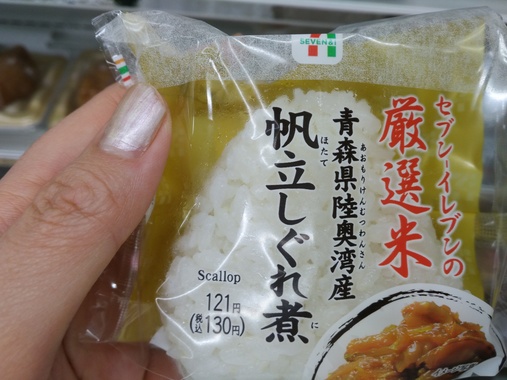 SEVEN&i
セブン-イレブンの
厳選米
青森県陸奥湾産
あおもりけんむつわんさん
帆立しぐれ煮
ほたて
に
Scallop
121円
(税込130円)